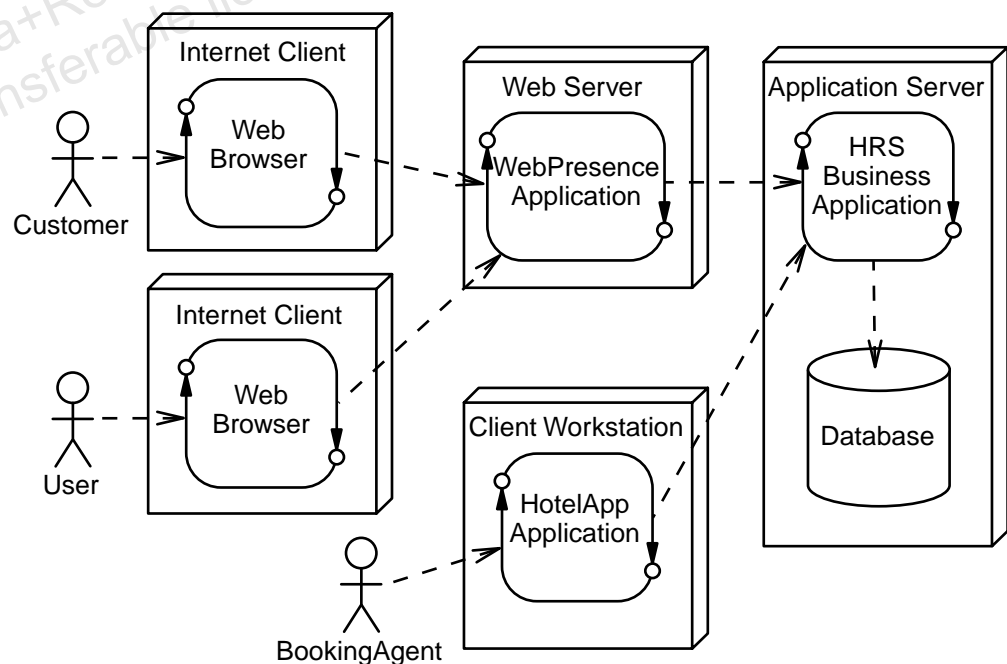 Internet Client
Web
Browser
Customer
Internet Client
Web
Browser
User
Web Server
WebPresence
Application
Client Workstation
HotelApp
Application
BookingAgent
Application Server
HRS
Business
Application
Database